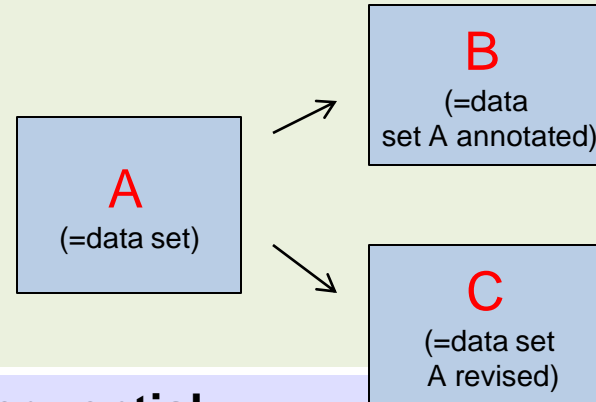 A
(=data set)
B
(=data
set A annotated)
C
(=data set
A revised)